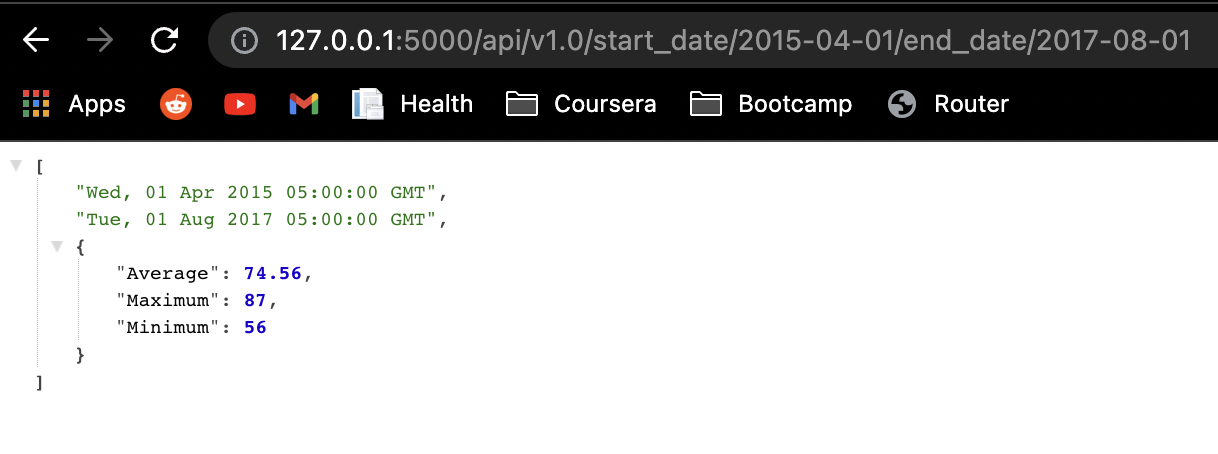 127.0.0.1:5000/api/v1.0/start_date/2015-04-01/end_date/2017-08-01
Apps Health Coursera Bootcamp Router
[
"Wed, 01 Apr 2015 05:00:00 GMT",
"Tue, 01 Aug 2017 05:00:00 GMT",
{
"Average": 74.56,
"Maximum": 87,
"Minimum": 56
}
]